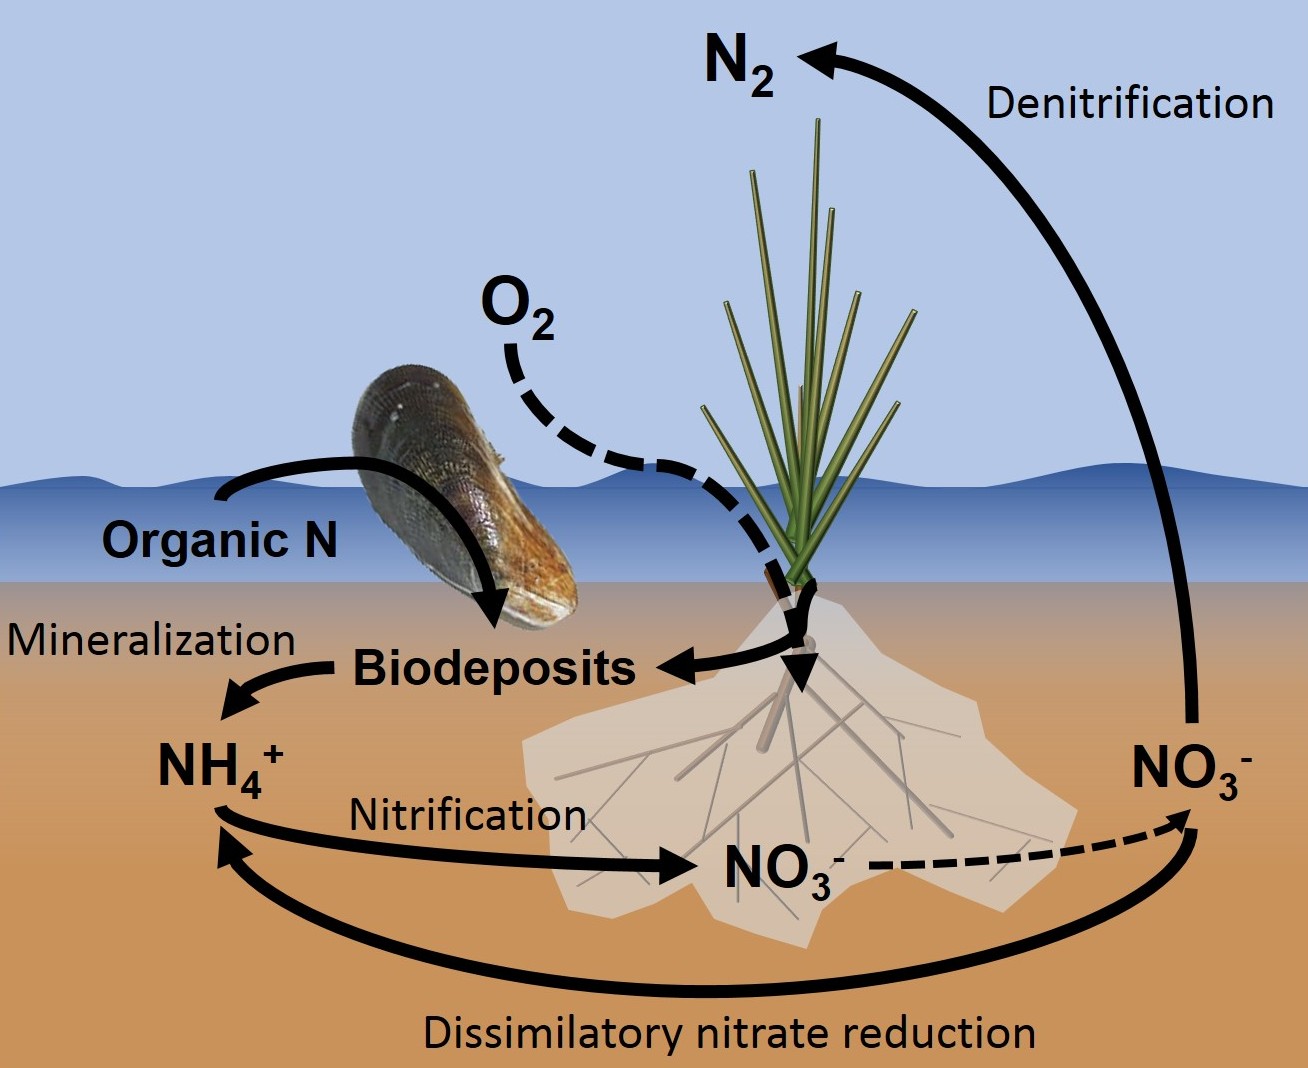 N₂
Denitrification
O₂
Organic N
Mineralization
Biodeposits
NH₄⁺
NO₃⁻
Nitrification
NO₃⁻
Dissimilatory nitrate reduction